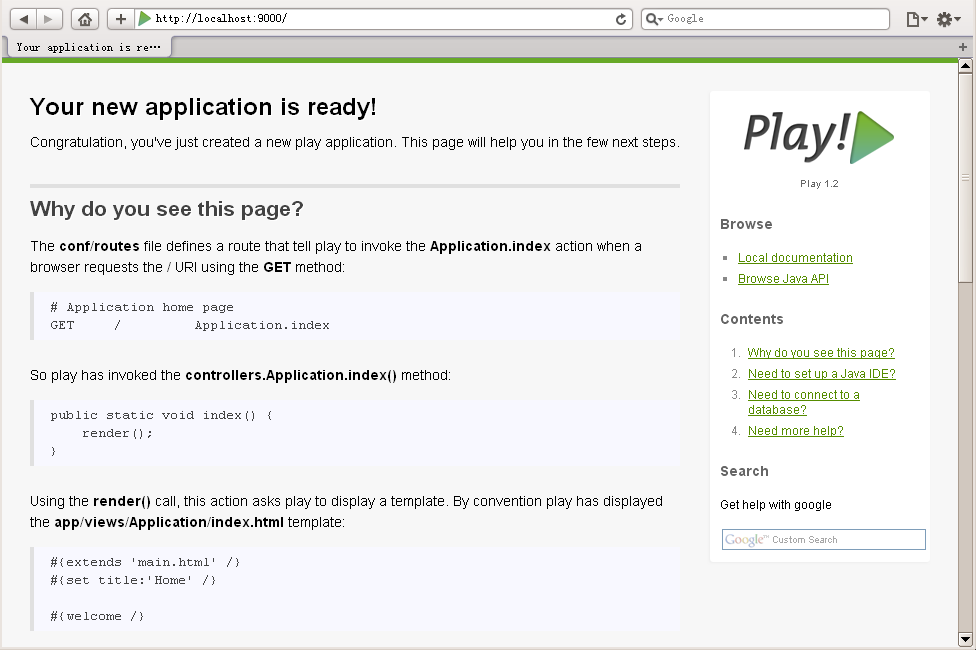 http://localhost:9000/
Google
Your application is re···
Your new application is ready!
Congratulation, you've just created a new play application. This page will help you in the few next steps.
Why do you see this page?
The conf/routes file defines a route that tell play to invoke the Application.index action when a
browser requests the / URI using the GET method:
# Application home page
GET     /         Application.index
So play has invoked the controllers.Application.index() method:
public static void index() {
    render();
}
Using the render() call, this action asks play to display a template. By convention play has displayed
the app/views/Application/index.html template:
#{extends 'main.html' /}
#{set title:'Home' /}
#{welcome /}
Play!
Play 1.2
Browse
Local documentation
Browse Java API
Contents
1. Why do you see this page?
2. Need to set up a Java IDE?
3. Need to connect to a
database?
4. Need more help?
Search
Get help with google
Google™ Custom Search